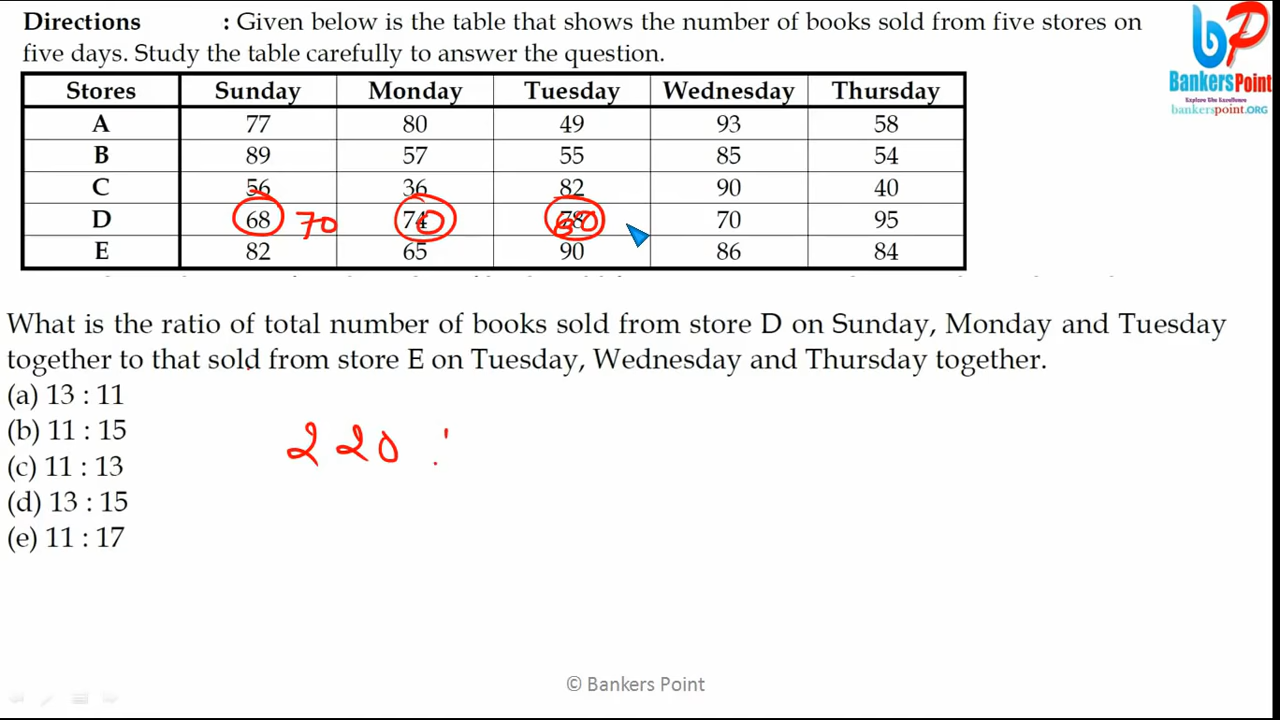 Directions : Given below is the table that shows the number of books sold from five stores on
five days. Study the table carefully to answer the question.
BankersPoint
Explore The Excellence
bankerspoint.ORG
Stores Sunday Monday Tuesday Wednesday Thursday
A 77 80 49 93 58
B 89 57 55 85 54
C 56 36 82 90 40
D 68 70 74 0 78 70 95
E 82 65 90 86 84
What is the ratio of total number of books sold from store D on Sunday, Monday and Tuesday
together to that sold from store E on Tuesday, Wednesday and Thursday together.
(a) 13 : 11
(b) 11 : 15
(c) 11 : 13
(d) 13 : 15
(e) 11 : 17
220 :
© Bankers Point